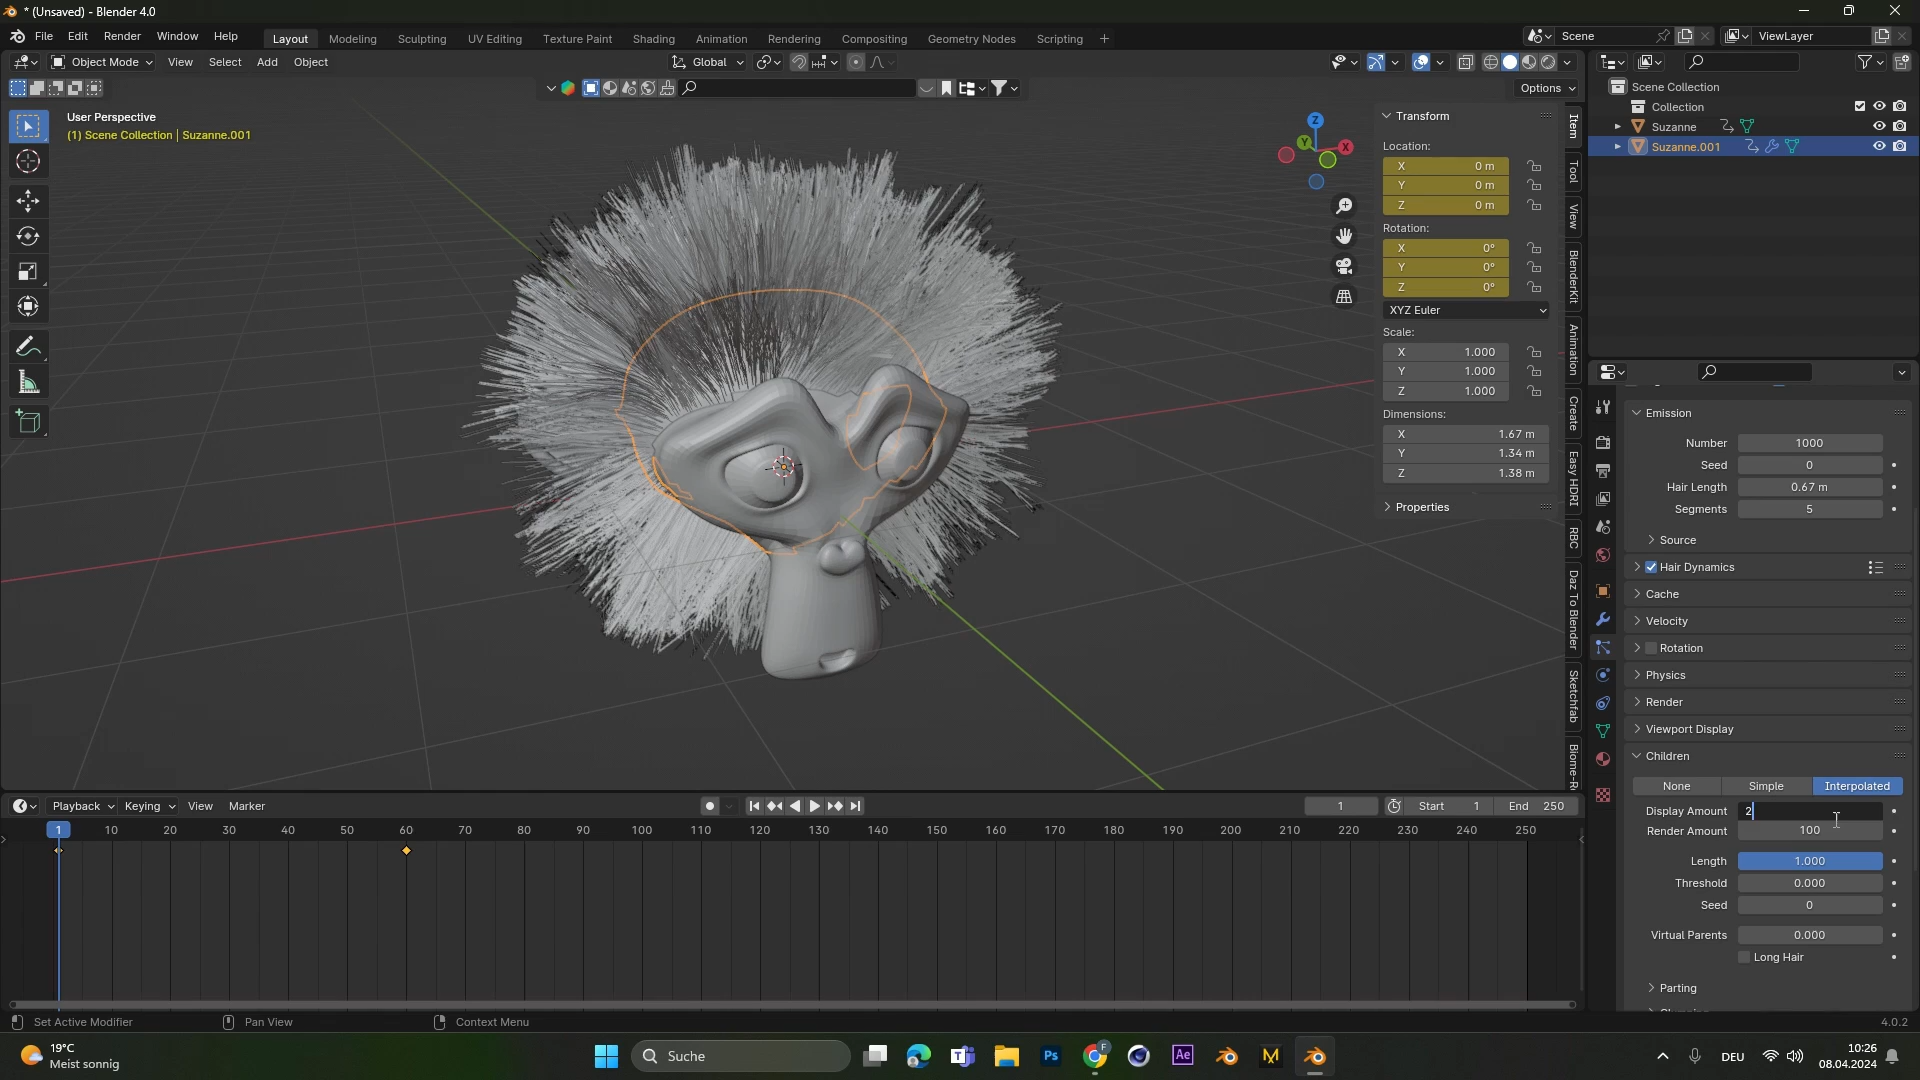 * (Unsaved) - Blender 4.0
File Edit Render Window Help
Layout Modeling Sculpting UV Editing Texture Paint Shading Animation Rendering Compositing Geometry Nodes Scripting +
Scene ViewLayer
Object Mode View Select Add Object
Global
Options
User Perspective
(1) Scene Collection | Suzanne.001
Z
Y
X
Transform
Location:
X 0 m
Y 0 m
Z 0 m
Rotation:
X 0°
Y 0°
Z 0°
XYZ Euler
Scale:
X 1.000
Y 1.000
Z 1.000
Dimensions:
X 1.67 m
Y 1.34 m
Z 1.38 m
Properties
Item
Tool
View
BlenderKit
Animation
Create
Easy HDRI
RBC
Daz To Blender
Sketchfab
Biome-R
Scene Collection
Collection
Suzanne
Suzanne.001
Emission
Number 1000
Seed 0
Hair Length 0.67 m
Segments 5
Source
Hair Dynamics
Cache
Velocity
Rotation
Physics
Render
Viewport Display
Children
None Simple Interpolated
Display Amount 2
Render Amount 100
Length 1.000
Threshold 0.000
Seed 0
Virtual Parents 0.000
Long Hair
Parting
Playback Keying View Marker
1 Start 1 End 250
1 10 20 30 40 50 60 70 80 90 100 110 120 130 140 150 160 170 180 190 200 210 220 230 240 250
Set Active Modifier Pan View Context Menu
4.0.2
19°C
Meist sonnig
Suche
Ps
F
Ae
M
DEU
10:26
08.04.2024